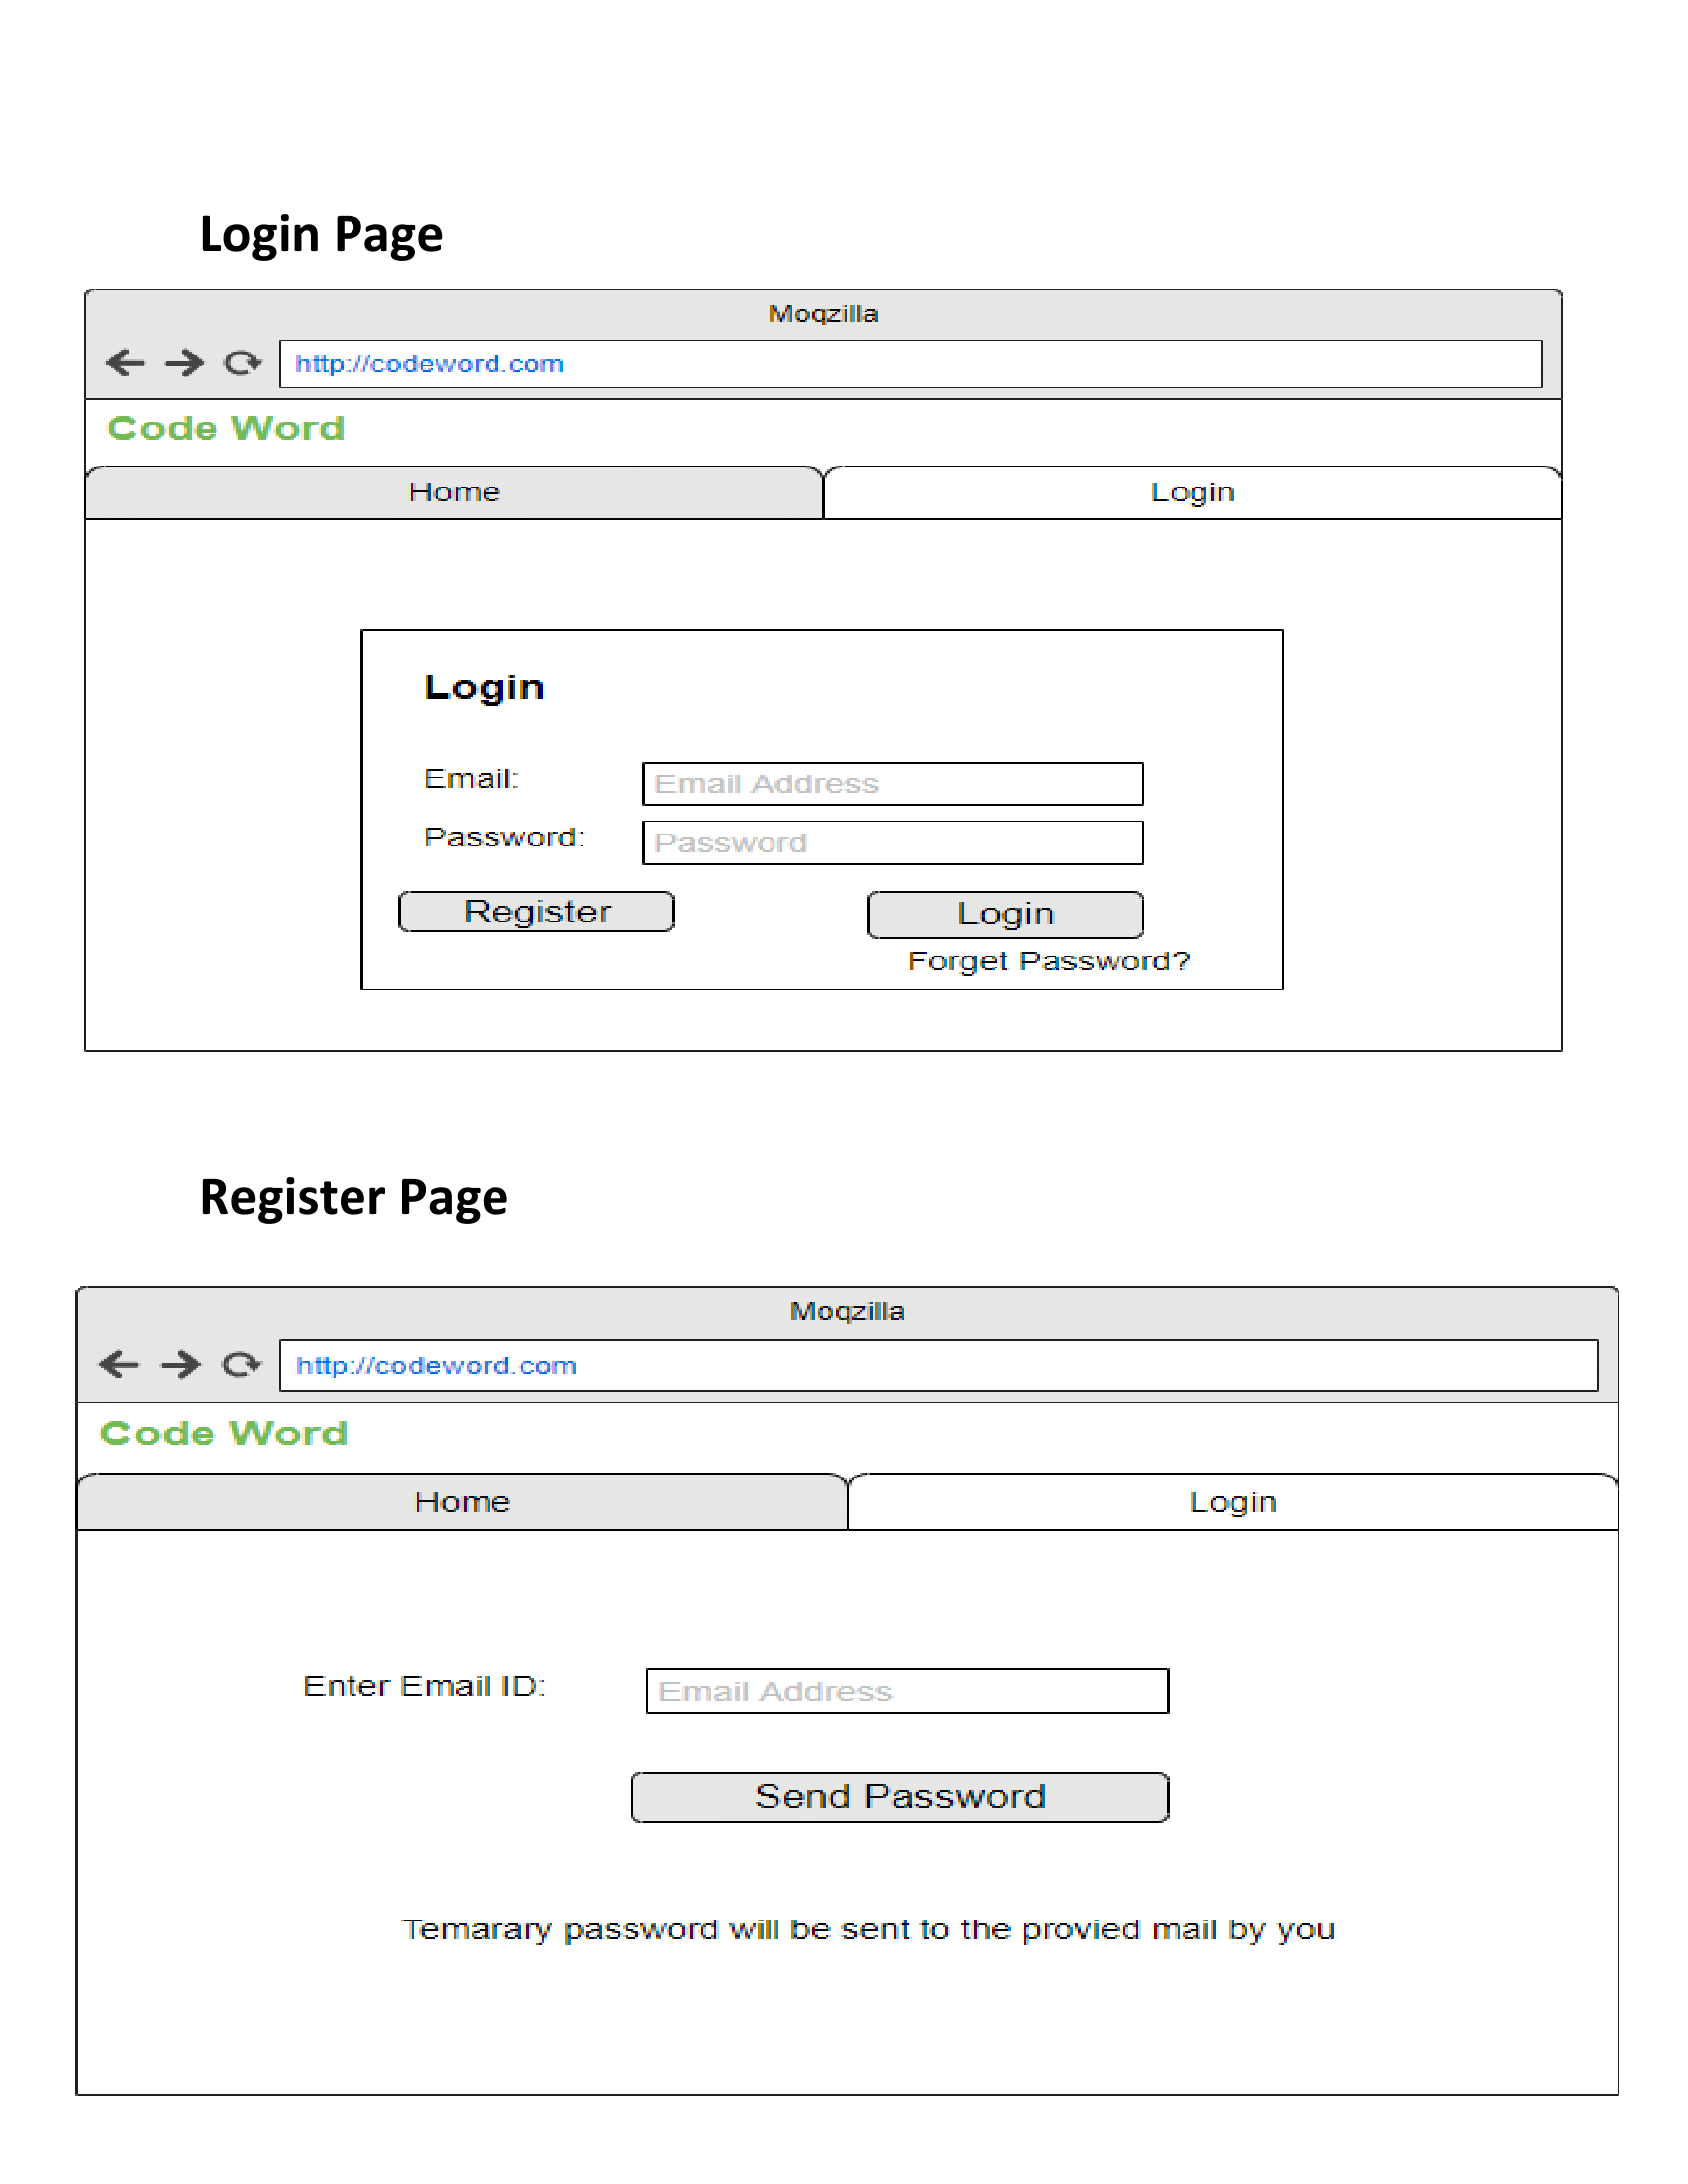 Login Page
Moqzilla
http://codeword.com
Code Word
Home Login
Login
Email: Email Address
Password: Password
Register Login
Forget Password?
Register Page
Moqzilla
http://codeword.com
Code Word
Home Login
Enter Email ID: Email Address
Send Password
Temarary password will be sent to the provied mail by you